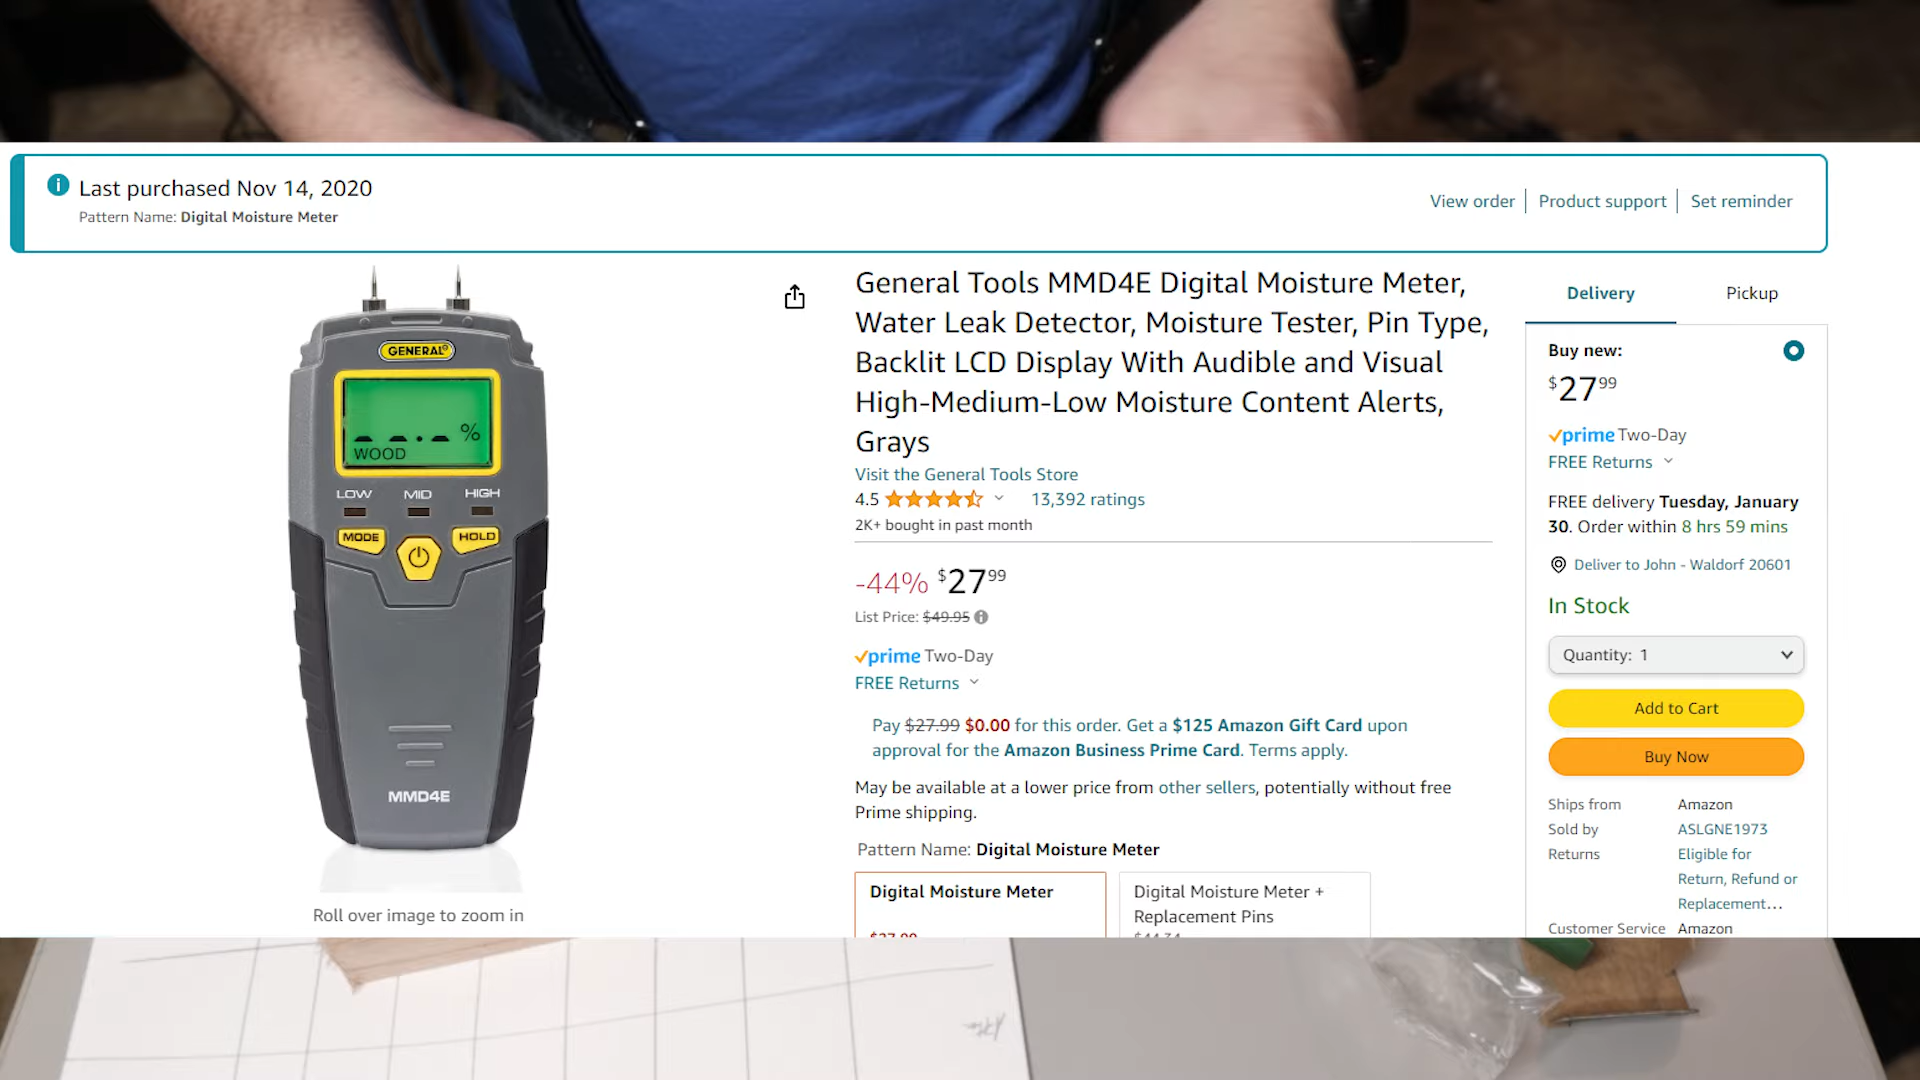 Last purchased Nov 14, 2020
Pattern Name: Digital Moisture Meter
View order
Product support
Set reminder
GENERAL®
%
WOOD
LOW MID HIGH
MODE
HOLD
MMD4E
Roll over image to zoom in
General Tools MMD4E Digital Moisture Meter,
Water Leak Detector, Moisture Tester, Pin Type,
Backlit LCD Display With Audible and Visual
High-Medium-Low Moisture Content Alerts,
Grays
Visit the General Tools Store
4.5
13,392 ratings
2K+ bought in past month
-44% $27 99
List Price: $49.95
prime Two-Day
FREE Returns
Pay $27.99 $0.00 for this order. Get a $125 Amazon Gift Card upon
approval for the Amazon Business Prime Card. Terms apply.
May be available at a lower price from other sellers, potentially without free
Prime shipping.
Pattern Name: Digital Moisture Meter
Digital Moisture Meter
Digital Moisture Meter +
Replacement Pins
Delivery
Pickup
Buy new:
$27 99
prime Two-Day
FREE Returns
FREE delivery Tuesday, January
30. Order within 8 hrs 59 mins
Deliver to John - Waldorf 20601
In Stock
Quantity: 1
Add to Cart
Buy Now
Ships from Amazon
Sold by ASLGNE1973
Returns Eligible for
Return, Refund or
Replacement...
Customer Service Amazon